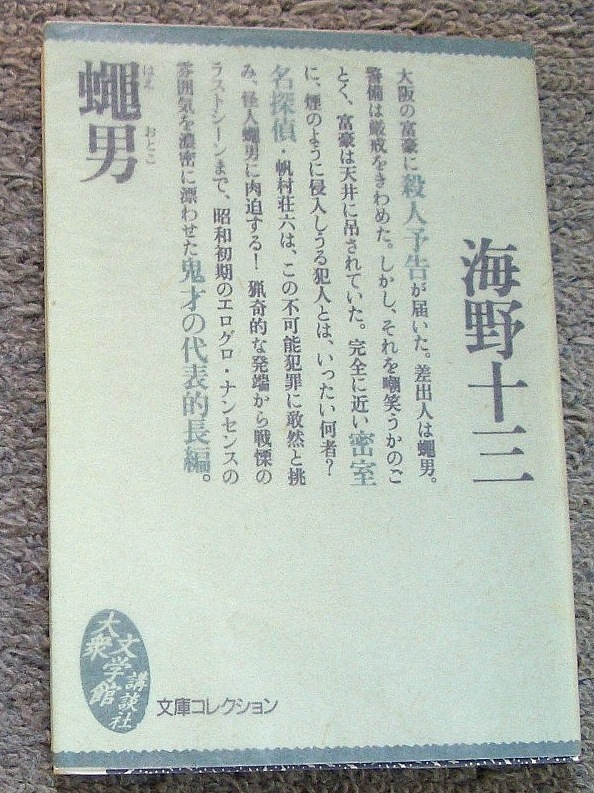 海野十三
大阪の富豪に殺人予告が届いた。差出人は蠅男。
警備は厳戒をきわめた。しかし、それを嘲笑うかのご
とく、富豪は天井に吊されていた。完全に近い密室
に、煙のように侵入しうる犯人とは、いったい何者?
名探偵・帆村荘六は、この不可能犯罪に敢然と挑
み、怪人蠅男に肉迫する! 猟奇的な発端から戦慄の
ラストシーンまで、昭和初期のエログロ・ナンセンスの
雰囲気を濃密に漂わせた鬼才の代表的長編。
蠅男
はえおとこ
大衆
文学館
講談社
文庫コレクション